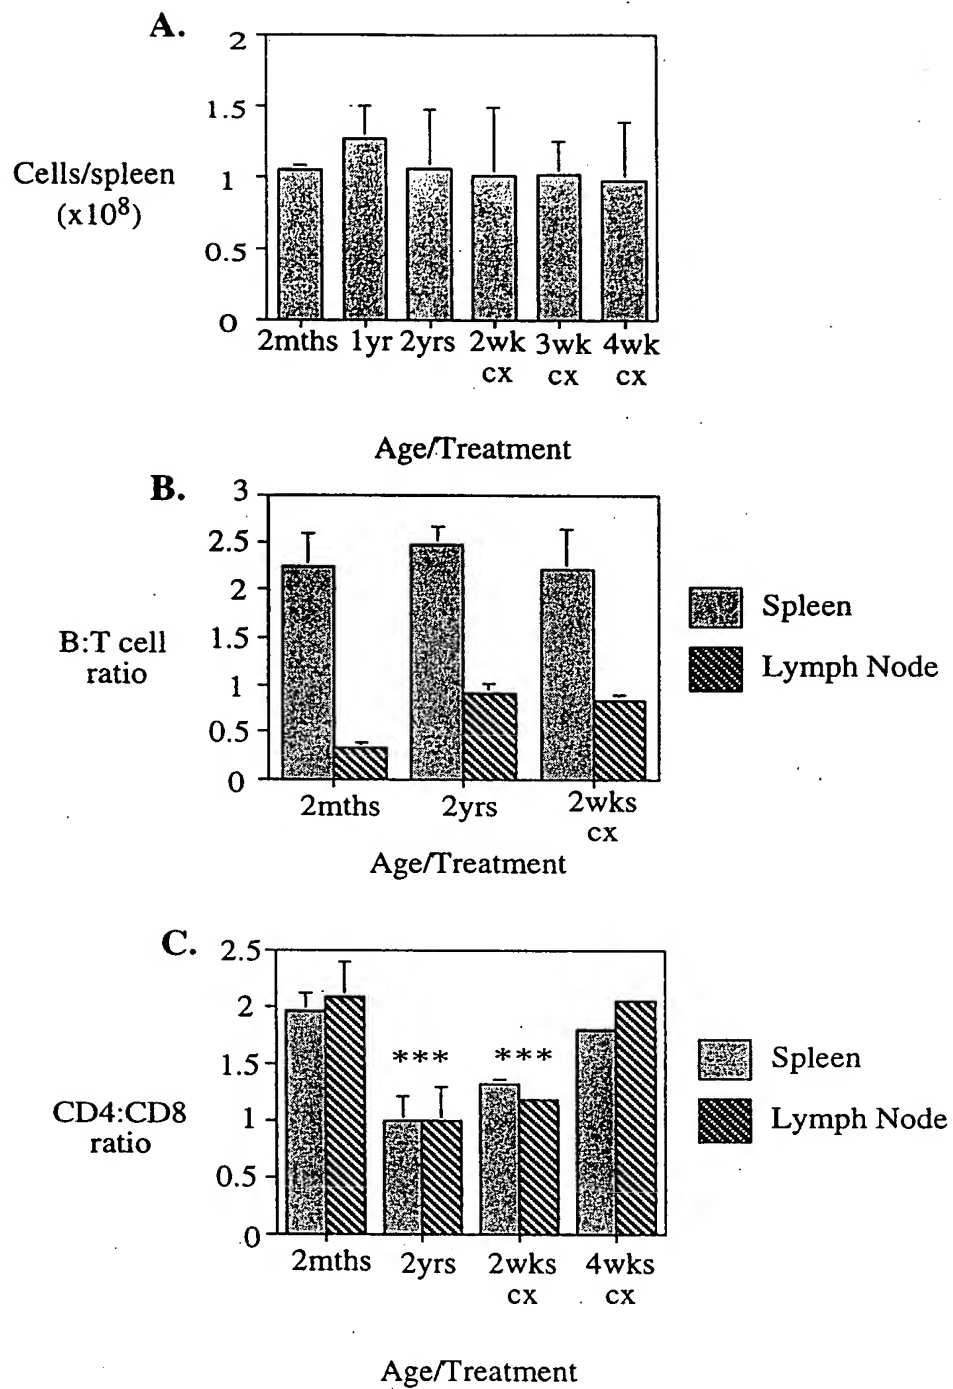 A.
2
1.5
1
0.5
0
Cells/spleen
(x10⁸)
2mths 1yr 2yrs 2wk 3wk 4wk
cx cx cx
Age/Treatment
B.
3
2.5
2
1.5
1
0.5
0
B:T cell
ratio
Spleen
Lymph Node
2mths 2yrs 2wks
cx
Age/Treatment
C.
2.5
2
1.5
1
0.5
0
*** ***
CD4:CD8
ratio
Spleen
Lymph Node
2mths 2yrs 2wks 4wks
cx cx
Age/Treatment